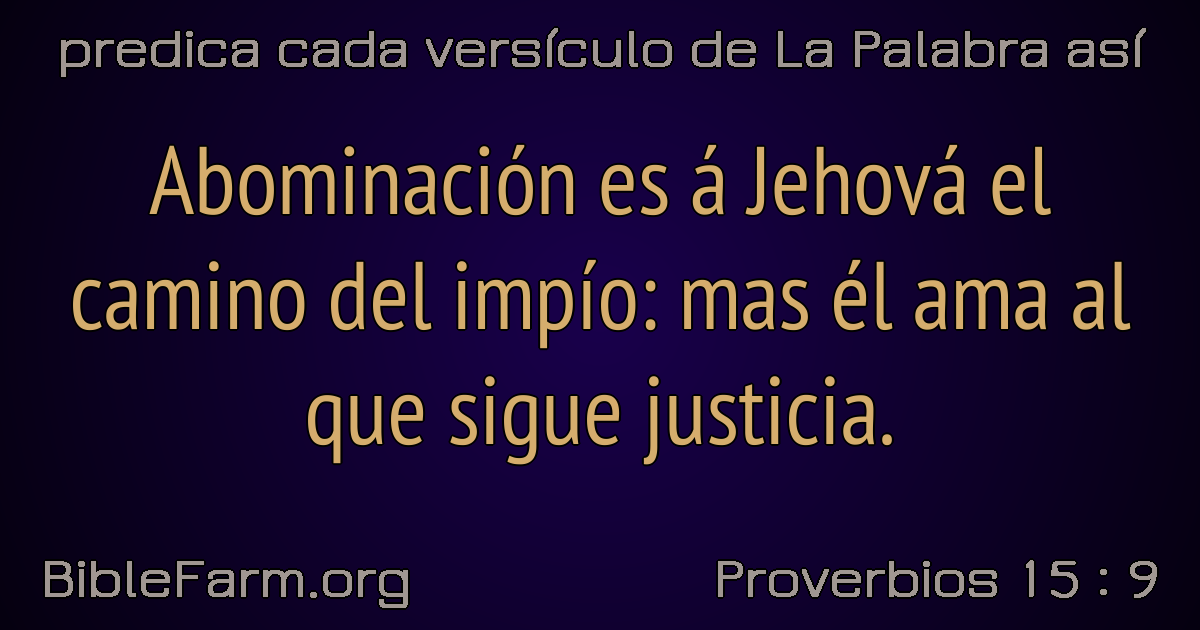 predica cada versículo de La Palabra así
Abominación es á Jehová el
camino del impío: mas él ama al
que sigue justicia.
BibleFarm.org
Proverbios 15 : 9